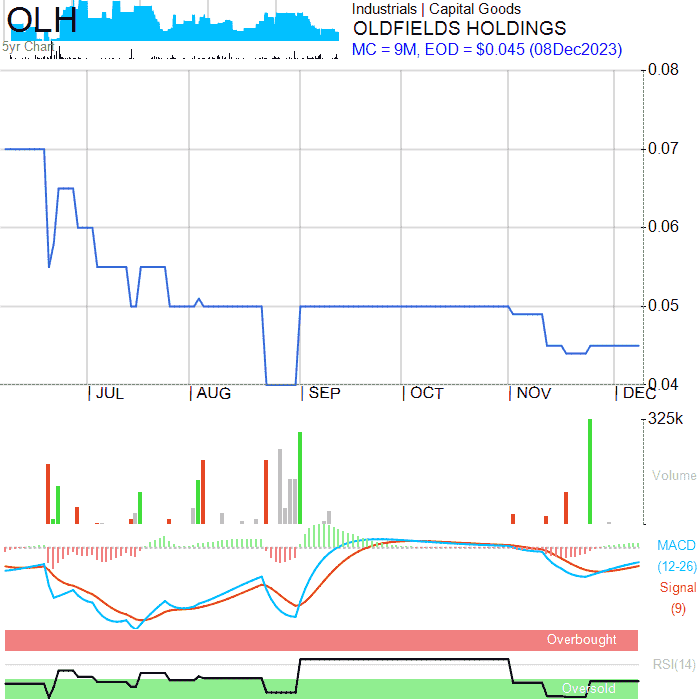 OLH
Industrials | Capital Goods
OLDFIELDS HOLDINGS
5yr Chart
MC = 9M, EOD = $0.045 (08Dec2023)
0.08
0.07
0.06
0.05
0.04
JUL AUG SEP OCT NOV DEC
325k
Volume
MACD
(12-26)
Signal
(9)
Overbought
RSI(14)
Oversold